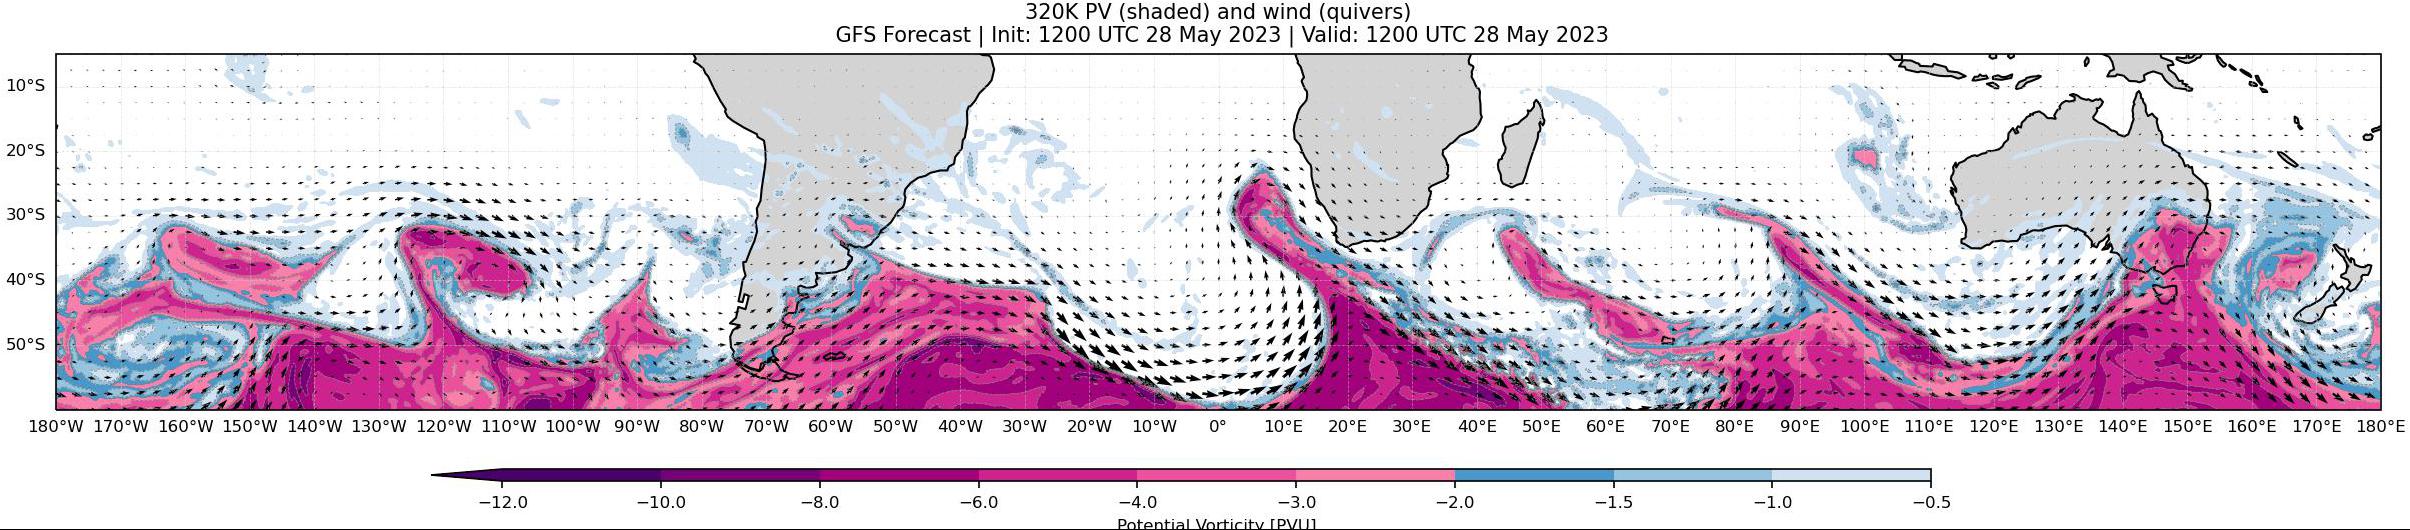 320K PV (shaded) and wind (quivers)
GFS Forecast | Init: 1200 UTC 28 May 2023 | Valid: 1200 UTC 28 May 2023
10°S
20°S
30°S
40°S
50°S
180°W 170°W 160°W 150°W 140°W 130°W 120°W 110°W 100°W 90°W 80°W 70°W 60°W 50°W 40°W 30°W 20°W 10°W 0° 10°E 20°E 30°E 40°E 50°E 60°E 70°E 80°E 90°E 100°E 110°E 120°E 130°E 140°E 150°E 160°E 170°E 180°E
−12.0 −10.0 −8.0 −6.0 −4.0 −3.0 −2.0 −1.5 −1.0 −0.5
Potential Vorticity [PVU]